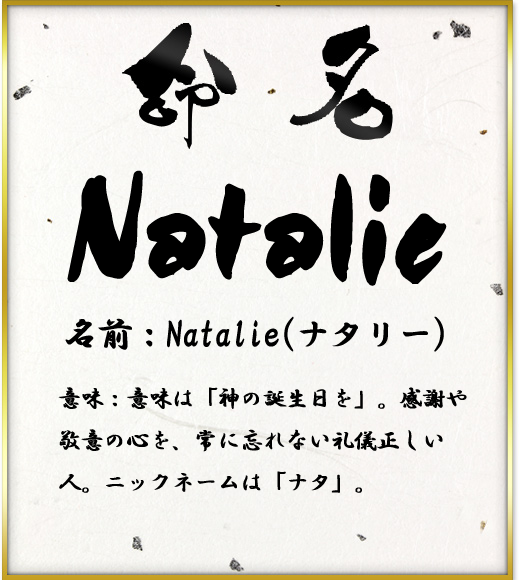 命名
Natalie
名前：Natalie(ナタリー)
意味：意味は「神の誕生日を」。感謝や
敬意の心を、常に忘れない礼儀正しい
人。ニックネームは「ナタ」。